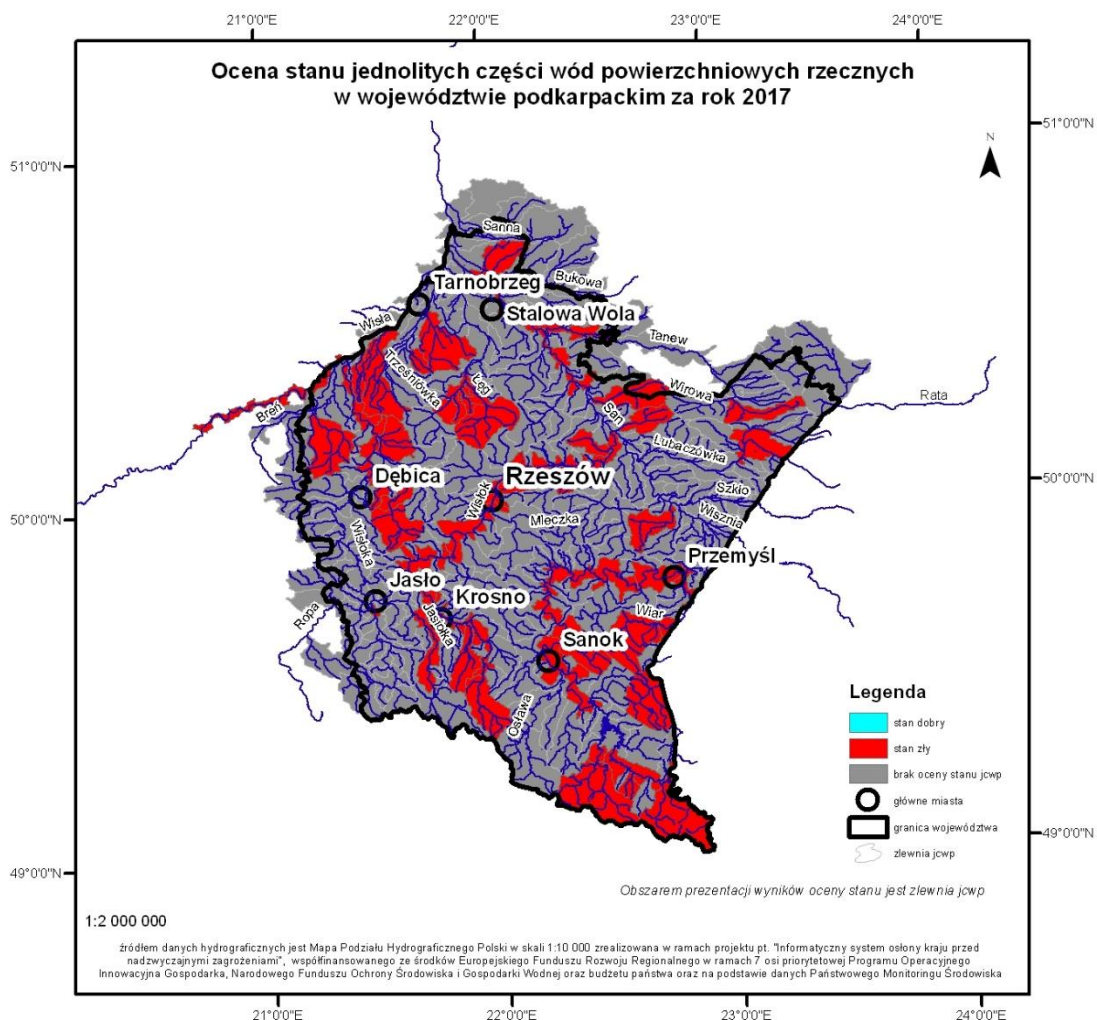 21°0'0"E
22°0'0"E
23°0'0"E
24°0'0"E
Ocena stanu jednolitych części wód powierzchniowych rzecznych
w województwie podkarpackim za rok 2017
51°0'0"N
51°0'0"N
N
Sanna
Bukowa
Tarnobrzeg
Stalowa Wola
Wisła
Tanew
Trześniówka
Łęg
Wirowa
Rata
Breń
San
Lubaczówka
Dębica
Rzeszów
50°0'0"N
Szkło
50°0'0"N
Wisłok
Mleczka
Wisznia
Wisłoka
Przemyśl
Jasło
Krosno
Ropa
Jasiołka
Wiar
Sanok
Osława
Legenda
stan dobry
stan zły
brak oceny stanu jcwp
główne miasta
granica województwa
zlewnia jcwp
49°0'0"N
49°0'0"N
Obszarem prezentacji wyników oceny stanu jest zlewnia jcwp
1:2 000 000
źródłem danych hydrograficznych jest Mapa Podziału Hydrograficznego Polski w skali 1:10 000 zrealizowana w ramach projektu pt. "Informatyczny system osłony kraju przed
nadzwyczajnymi zagrożeniami", współfinansowanego ze środków Europejskiego Funduszu Rozwoju Regionalnego w ramach 7 osi priorytetowej Programu Operacyjnego
Innowacyjna Gospodarka, Narodowego Funduszu Ochrony Środowiska i Gospodarki Wodnej oraz budżetu państwa oraz na podstawie danych Państwowego Monitoringu Środowiska
21°0'0"E
22°0'0"E
23°0'0"E
24°0'0"E